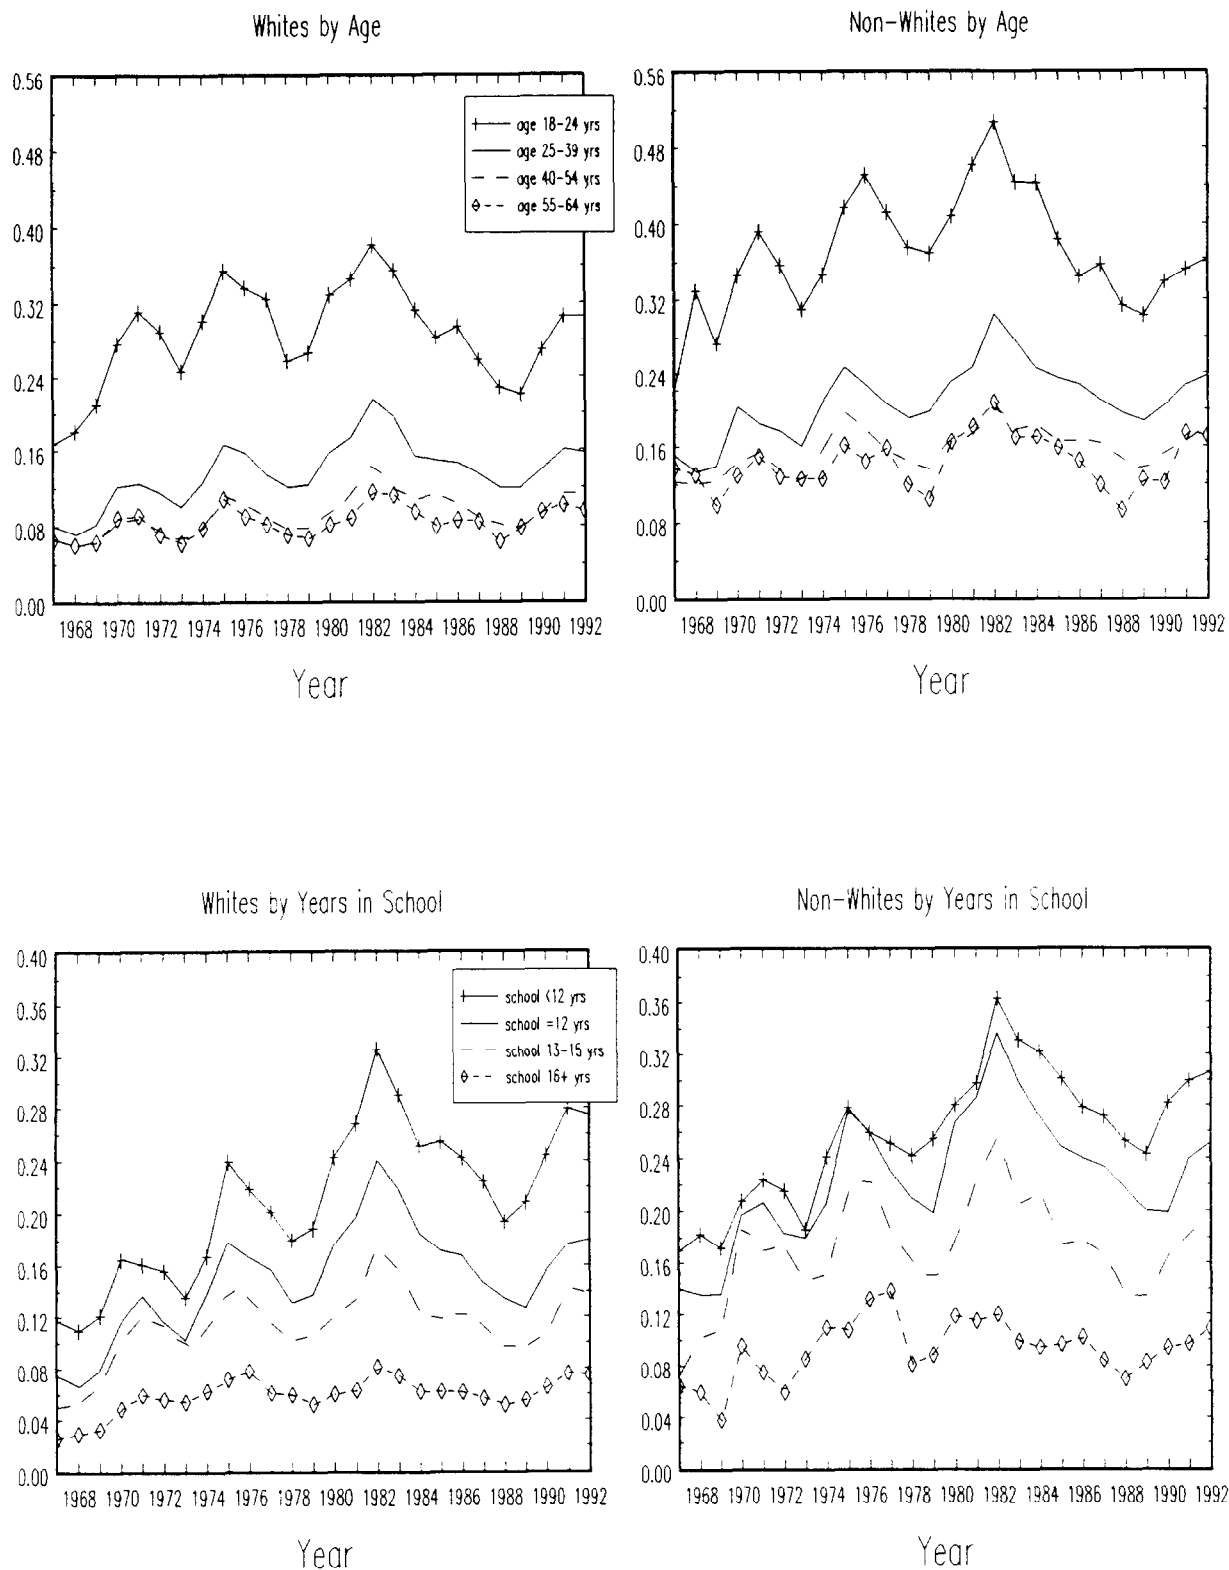 Whites by Age
0.56
0.48
0.40
0.32
0.24
0.16
0.08
0.00
age 18-24 yrs
age 25-39 yrs
age 40-54 yrs
age 55-64 yrs
1968 1970 1972 1974 1976 1978 1980 1982 1984 1986 1988 1990 1992
Year
Non-Whites by Age
0.56
0.48
0.40
0.32
0.24
0.16
0.08
0.00
1968 1970 1972 1974 1976 1978 1980 1982 1984 1986 1988 1990 1992
Year
Whites by Years in School
0.40
0.36
0.32
0.28
0.24
0.20
0.16
0.12
0.08
0.04
0.00
school <12 yrs
school =12 yrs
school 13-15 yrs
school 16+ yrs
1968 1970 1972 1974 1976 1978 1980 1982 1984 1986 1988 1990 1992
Year
Non-Whites by Years in School
0.40
0.36
0.32
0.28
0.24
0.20
0.16
0.12
0.08
0.04
0.00
1968 1970 1972 1974 1976 1978 1980 1982 1984 1986 1988 1990 1992
Year